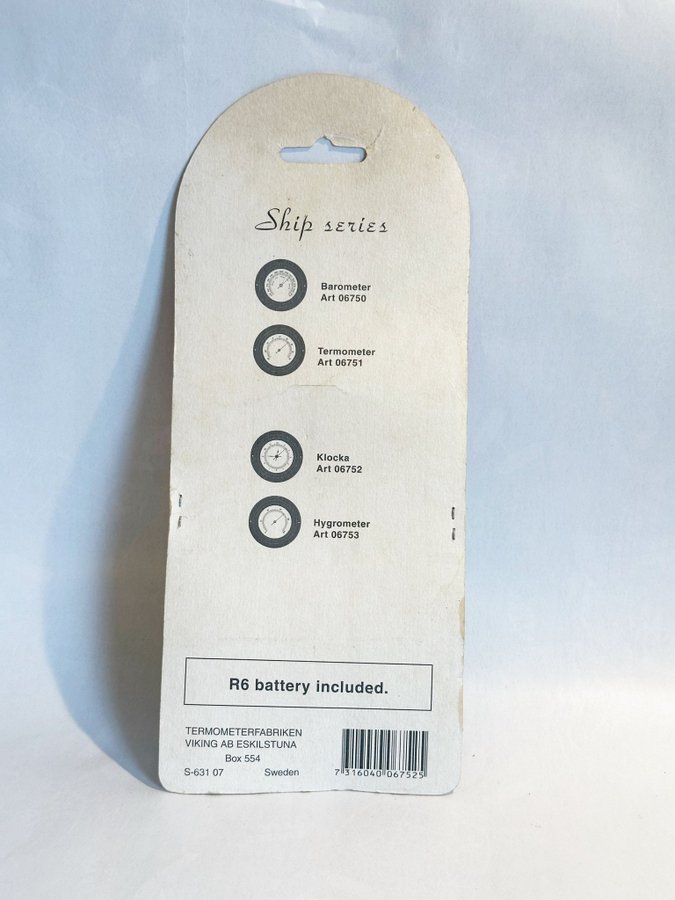 Ship series
Barometer
Art 06750
Termometer
Art 06751
Klocka
Art 06752
Hygrometer
Art 06753
R6 battery included.
TERMOMETERFABRIKEN
VIKING AB ESKILSTUNA
Box 554
S-631 07 Sweden
7 316040 067525